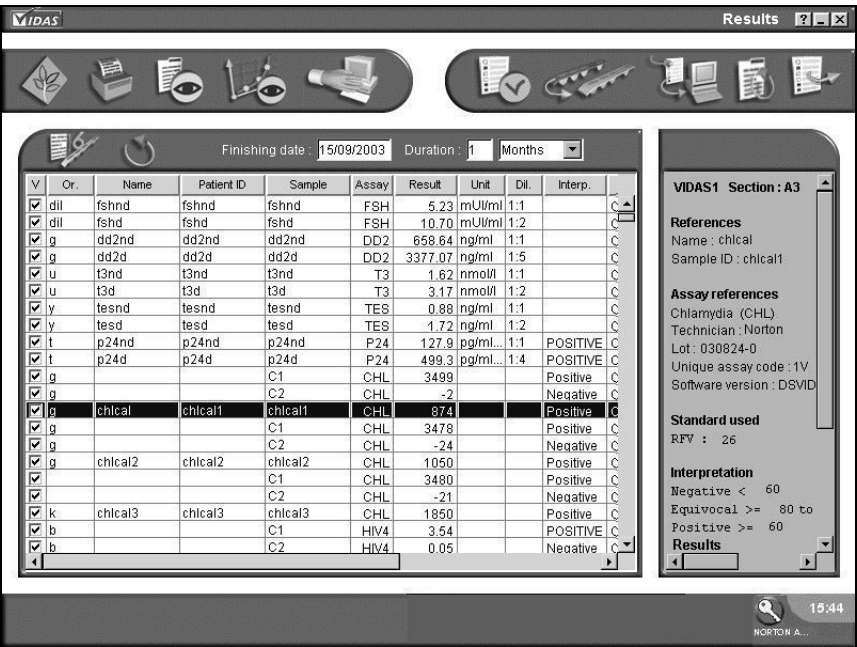 VIDAS Results ? _ X
Finishing date : 15/09/2003 Duration : 1 Months
V Or. Name Patient ID Sample Assay Result Unit Dil. Interp.
dil fshnd fshnd fshnd FSH 5.23 mUI/ml 1:1 C
dil fshd fshd fshd FSH 10.70 mUI/ml 1:2 C
g dd2nd dd2nd dd2nd DD2 658.64 ng/ml 1:1 C
g dd2d dd2d dd2d DD2 3377.07 ng/ml 1:5 C
u t3nd t3nd t3nd T3 1.62 nmol/l 1:1 C
u t3d t3d t3d T3 3.17 nmol/l 1:2 C
y tesnd tesnd tesnd TES 0.88 ng/ml 1:1 C
y tesd tesd tesd TES 1.72 ng/ml 1:2 C
t p24nd p24nd p24nd P24 127.9 pg/ml... 1:1 POSITIVE C
t p24d p24d p24d P24 499.3 pg/ml... 1:4 POSITIVE C
g C1 CHL 3499 Positive C
g C2 CHL -2 Negative C
g chlcal chlcal1 chlcal1 CHL 874 Positive C
g C1 CHL 3478 Positive C
g C2 CHL -24 Negative C
g chlcal2 chlcal2 chlcal2 CHL 1050 Positive C
C1 CHL 3480 Positive C
C2 CHL -21 Negative C
k chlcal3 chlcal3 chlcal3 CHL 1850 Positive C
b C1 HIV4 3.54 POSITIVE C
b C2 HIV4 0.05 Negative C
VIDAS1 Section : A3
References
Name : chlcal
Sample ID : chlcal1
Assay references
Chlamydia (CHL)
Technician : Norton
Lot : 030824-0
Unique assay code : 1V
Software version : DSVID
Standard used
RFV : 26
Interpretation
Negative < 60
Equivocal >= 80 to
Positive >= 60
Results
15:44
NORTON A...